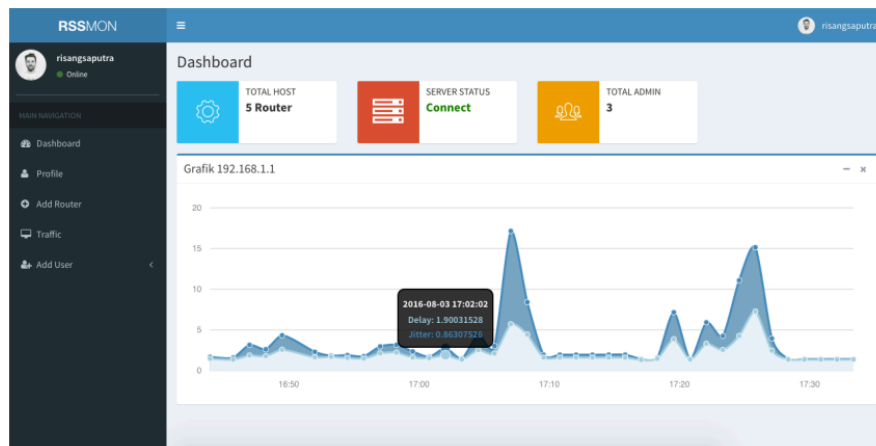 RSSMON
risangsaputra
risangsaputra
Online
MAIN NAVIGATION
Dashboard
Profile
Add Router
Traffic
Add User
Dashboard
TOTAL HOST
5 Router
SERVER STATUS
Connect
TOTAL ADMIN
3
Grafik 192.168.1.1
20
15
10
5
0
2016-08-03 17:02:02
Delay: 1.90031528
Jitter: 0.86307526
16:50
17:00
17:10
17:20
17:30